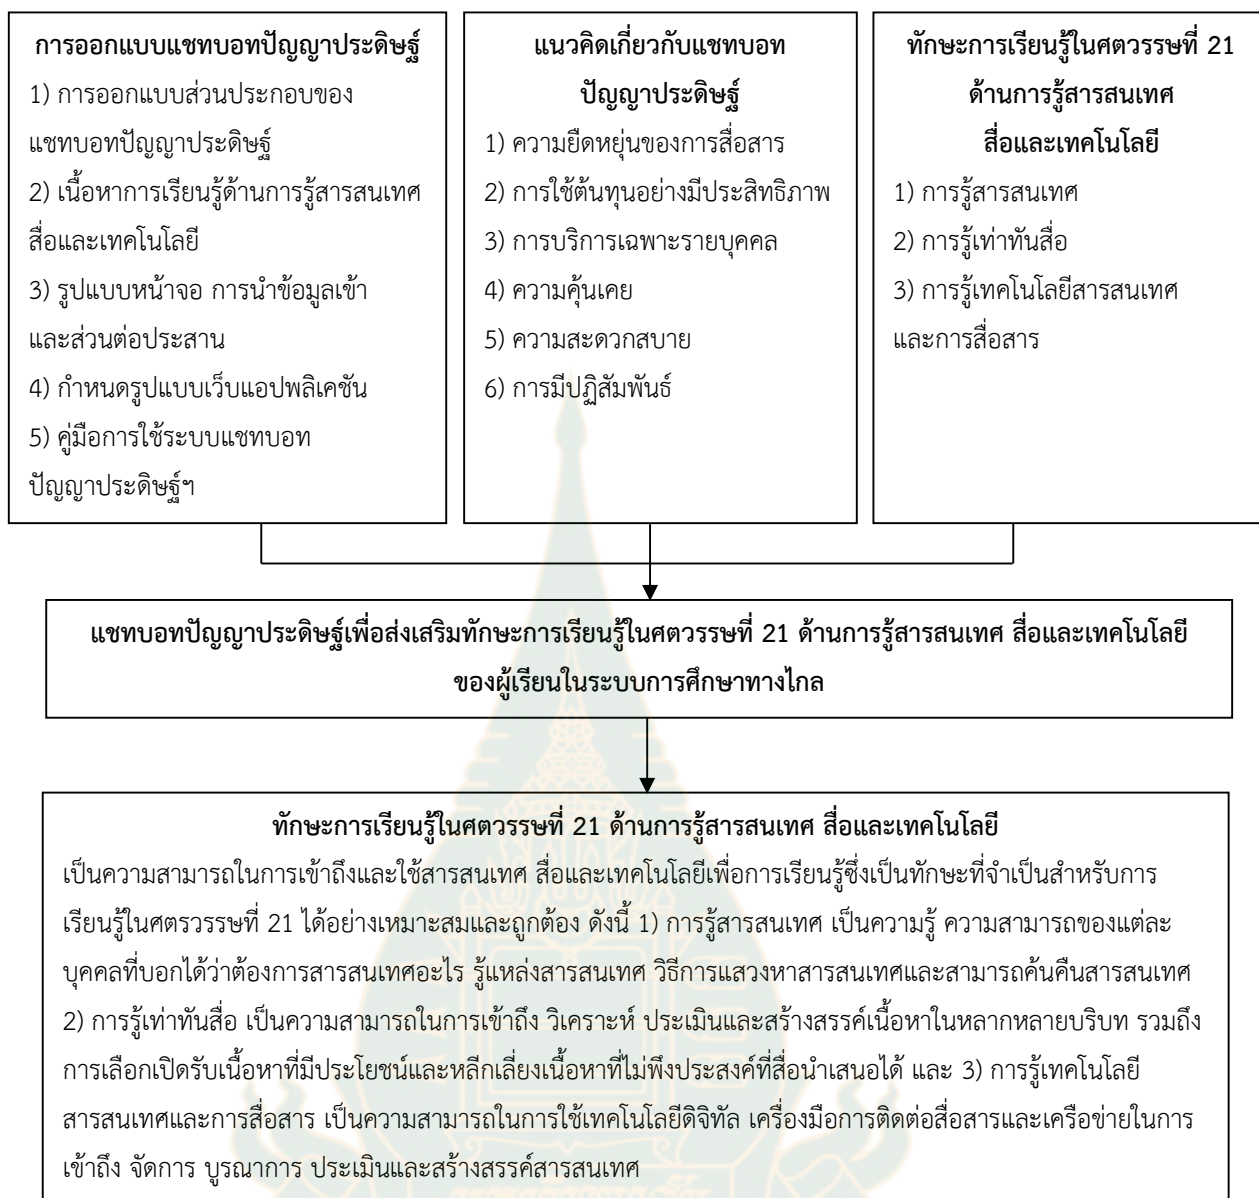 การออกแบบแชทบอทปัญญาประดิษฐ์
1) การออกแบบส่วนประกอบของ
แชทบอทปัญญาประดิษฐ์
2) เนื้อหาการเรียนรู้ด้านการรู้สารสนเทศ
สื่อและเทคโนโลยี
3) รูปแบบหน้าจอ การนำข้อมูลเข้า
และส่วนต่อประสาน
4) กำหนดรูปแบบเว็บแอปพลิเคชัน
5) คู่มือการใช้ระบบแชทบอท
ปัญญาประดิษฐ์ฯ
แนวคิดเกี่ยวกับแชทบอท
ปัญญาประดิษฐ์
1) ความยืดหยุ่นของการสื่อสาร
2) การใช้ต้นทุนอย่างมีประสิทธิภาพ
3) การบริการเฉพาะรายบุคคล
4) ความคุ้นเคย
5) ความสะดวกสบาย
6) การมีปฏิสัมพันธ์
ทักษะการเรียนรู้ในศตวรรษที่ 21
ด้านการรู้สารสนเทศ
สื่อและเทคโนโลยี
1) การรู้สารสนเทศ
2) การรู้เท่าทันสื่อ
3) การรู้เทคโนโลยีสารสนเทศ
และการสื่อสาร
แชทบอทปัญญาประดิษฐ์เพื่อส่งเสริมทักษะการเรียนรู้ในศตวรรษที่ 21 ด้านการรู้สารสนเทศ สื่อและเทคโนโลยี
ของผู้เรียนในระบบการศึกษาทางไกล
ทักษะการเรียนรู้ในศตวรรษที่ 21 ด้านการรู้สารสนเทศ สื่อและเทคโนโลยี
เป็นความสามารถในการเข้าถึงและใช้สารสนเทศ สื่อและเทคโนโลยีเพื่อการเรียนรู้ซึ่งเป็นทักษะที่จำเป็นสำหรับการ
เรียนรู้ในศตรวรรษที่ 21 ได้อย่างเหมาะสมและถูกต้อง ดังนี้ 1) การรู้สารสนเทศ เป็นความรู้ ความสามารถของแต่ละ
บุคคลที่บอกได้ว่าต้องการสารสนเทศอะไร รู้แหล่งสารสนเทศ วิธีการแสวงหาสารสนเทศและสามารถค้นคืนสารสนเทศ
2) การรู้เท่าทันสื่อ เป็นความสามารถในการเข้าถึง วิเคราะห์ ประเมินและสร้างสรรค์เนื้อหาในหลากหลายบริบท รวมถึง
การเลือกเปิดรับเนื้อหาที่มีประโยชน์และหลีกเลี่ยงเนื้อหาที่ไม่พึงประสงค์ที่สื่อนำเสนอได้ และ 3) การรู้เทคโนโลยี
สารสนเทศและการสื่อสาร เป็นความสามารถในการใช้เทคโนโลยีดิจิทัล เครื่องมือการติดต่อสื่อสารและเครือข่ายในการ
เข้าถึง จัดการ บูรณาการ ประเมินและสร้างสรรค์สารสนเทศ